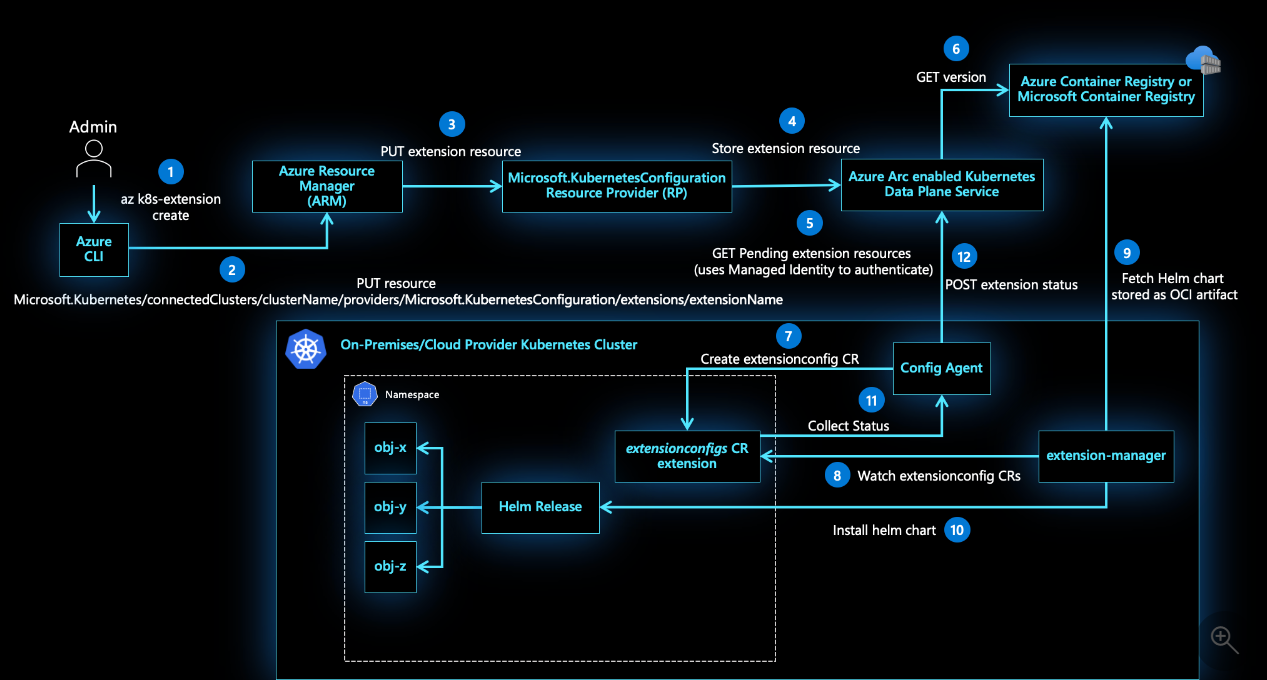 6
GET version
Azure Container Registry or
Microsoft Container Registry
Admin
3
4
PUT extension resource
Store extension resource
1
az k8s-extension
create
Azure Resource
Manager
(ARM)
Microsoft.KubernetesConfiguration
Resource Provider (RP)
Azure Arc enabled Kubernetes
Data Plane Service
Azure
CLI
2
5
GET Pending extension resources
(uses Managed Identity to authenticate)
12
POST extension status
9
Fetch Helm chart
stored as OCI artifact
PUT resource
Microsoft.Kubernetes/connectedClusters/clusterName/providers/Microsoft.KubernetesConfiguration/extensions/extensionName
On-Premises/Cloud Provider Kubernetes Cluster
7
Create extensionconfig CR
Config Agent
Namespace
ns
11
Collect Status
obj-x
extensionconfigs CR
extension
extension-manager
8
Watch extensionconfig CRs
obj-y
Helm Release
Install helm chart
10
obj-z